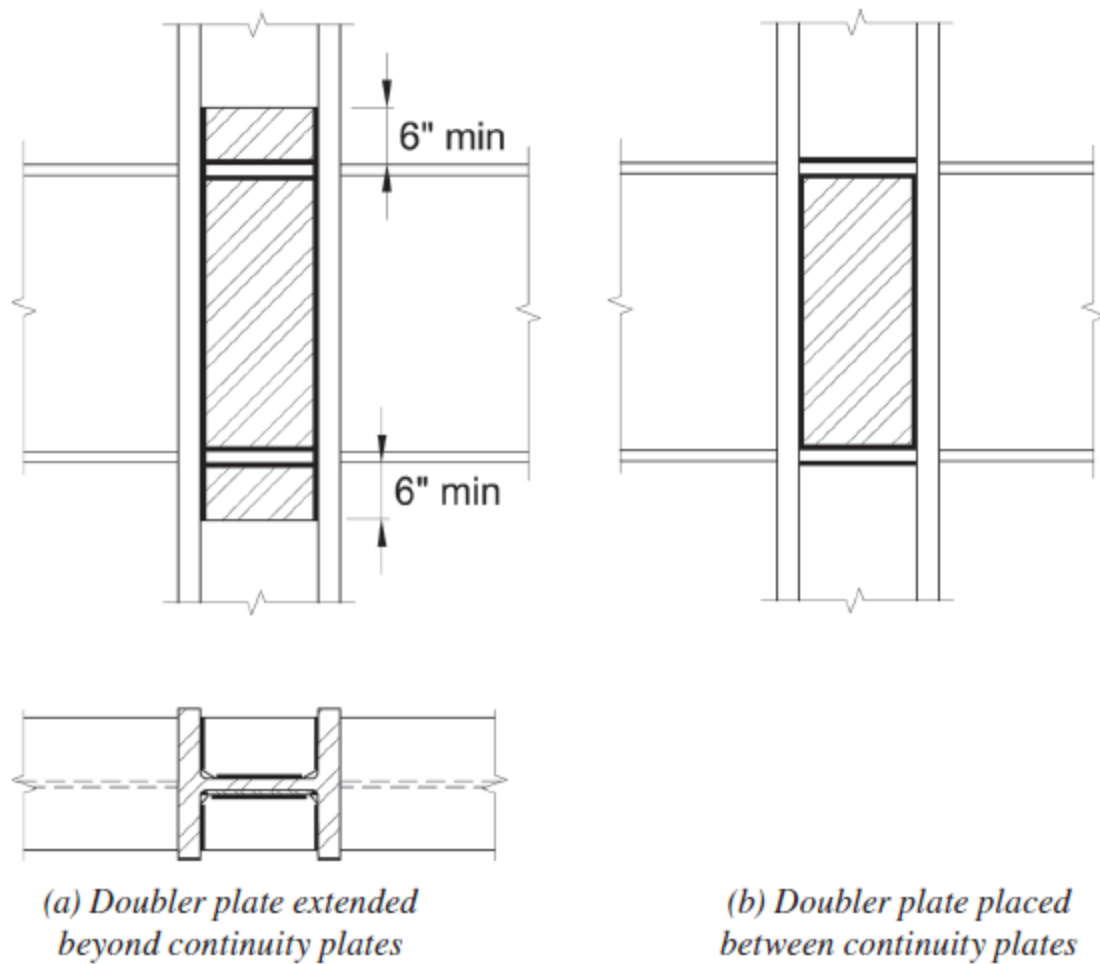 6" min
6" min
(a) Doubler plate extended
beyond continuity plates
(b) Doubler plate placed
between continuity plates